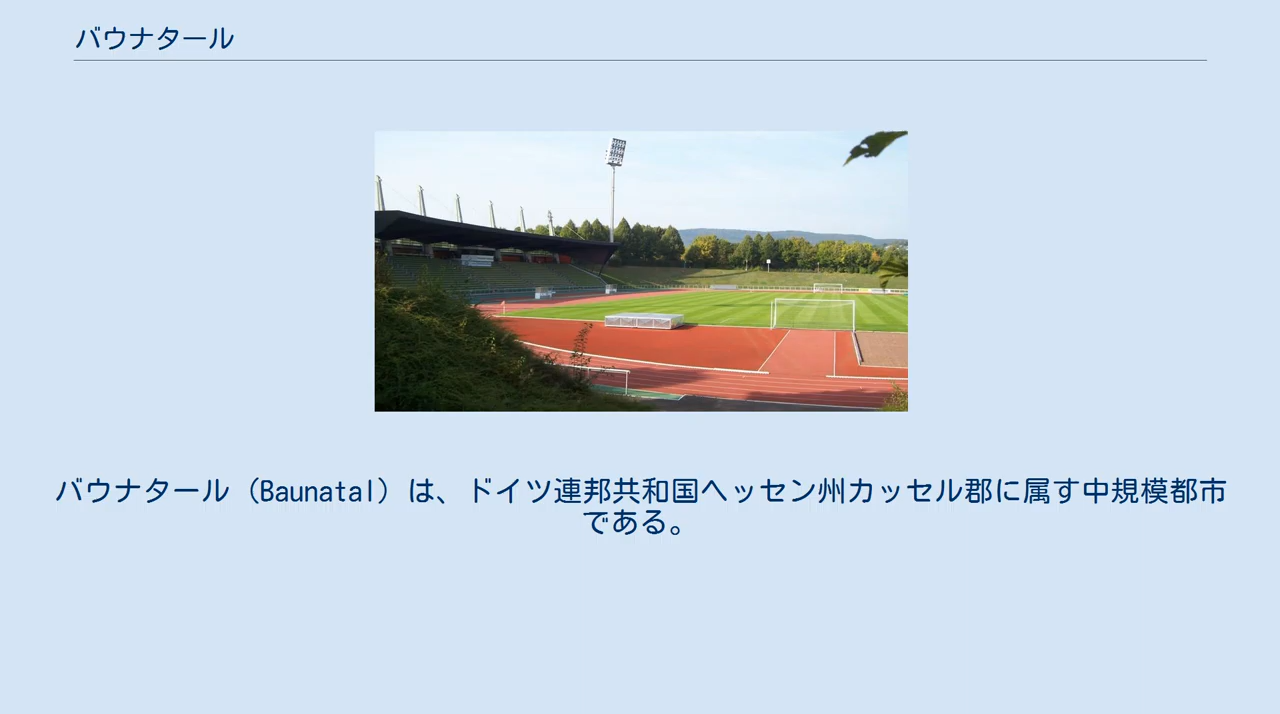 バウナタール
バウナタール（Baunatal）は、ドイツ連邦共和国ヘッセン州カッセル郡に属す中規模都市
である。